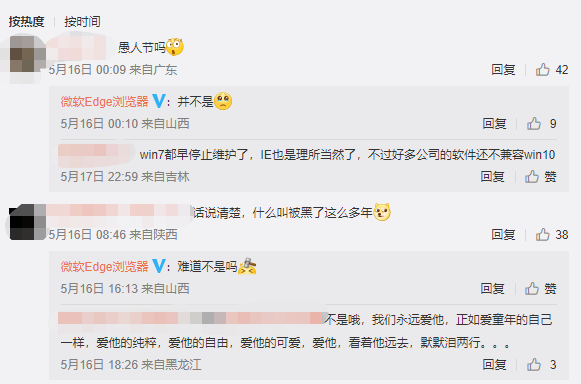 按热度 按时间
愚人节吗
5月16日 00:09 来自广东 回复 42
微软Edge浏览器：并不是
5月16日 00:10 来自山西 回复 9
win7都早停止维护了，IE也是理所当然了，不过好多公司的软件还不兼容win10
5月17日 22:59 来自吉林 回复 赞
话说清楚，什么叫被黑了这么多年
5月16日 08:46 来自陕西 回复 38
微软Edge浏览器：难道不是吗
5月16日 16:13 来自山西 回复 赞
不是哦，我们永远爱他，正如爱童年的自己
一样，爱他的纯粹，爱他的自由，爱他的可爱，爱他，看着他远去，默默泪两行。。。
5月16日 18:26 来自黑龙江 回复 3